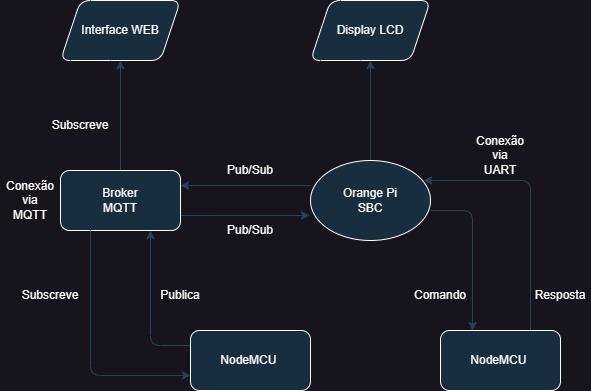 Interface WEB
Display LCD
Subscreve
Conexão
via
UART
Conexão
via
MQTT
Broker
MQTT
Pub/Sub
Orange Pi
SBC
Pub/Sub
Subscreve
Publica
Comando
Resposta
NodeMCU
NodeMCU